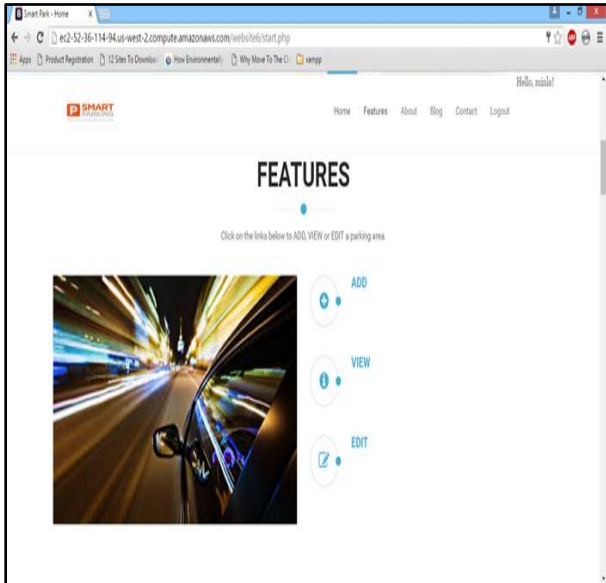 Smart Park - Home
ec2-52-36-114-94.us-west-2.compute.amazonaws.com/website6/start.php
Apps Product Registration 12 Sites To Downloa How Environmentall Why Move To The xampp
Hello, minla!
P SMART
PARKING
Home Features About Blog Contact Logout
FEATURES
Click on the links below to ADD, VIEW or EDIT a parking area.
ADD
VIEW
EDIT